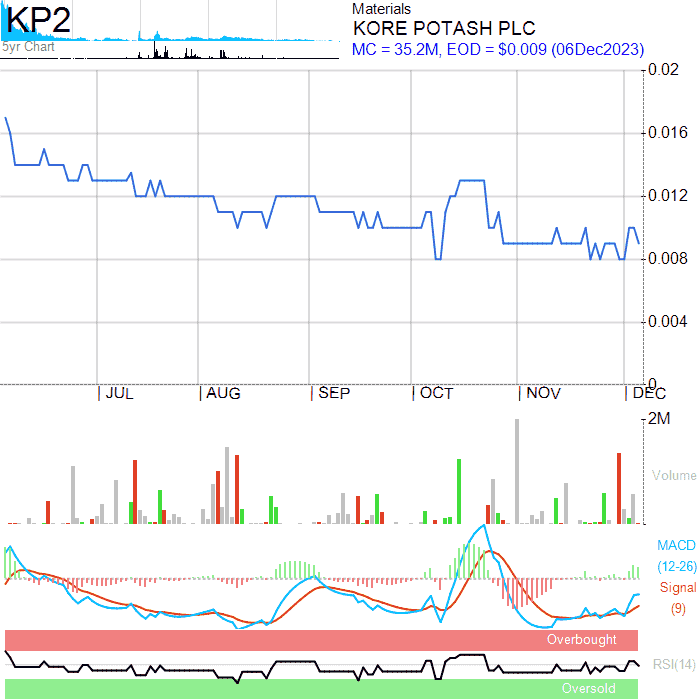 KP2
5yr Chart
Materials
KORE POTASH PLC
MC = 35.2M, EOD = $0.009 (06Dec2023)
0.02
0.016
0.012
0.008
0.004
0
JUL AUG SEP OCT NOV DEC
2M
Volume
MACD
(12-26)
Signal
(9)
Overbought
RSI(14)
Oversold